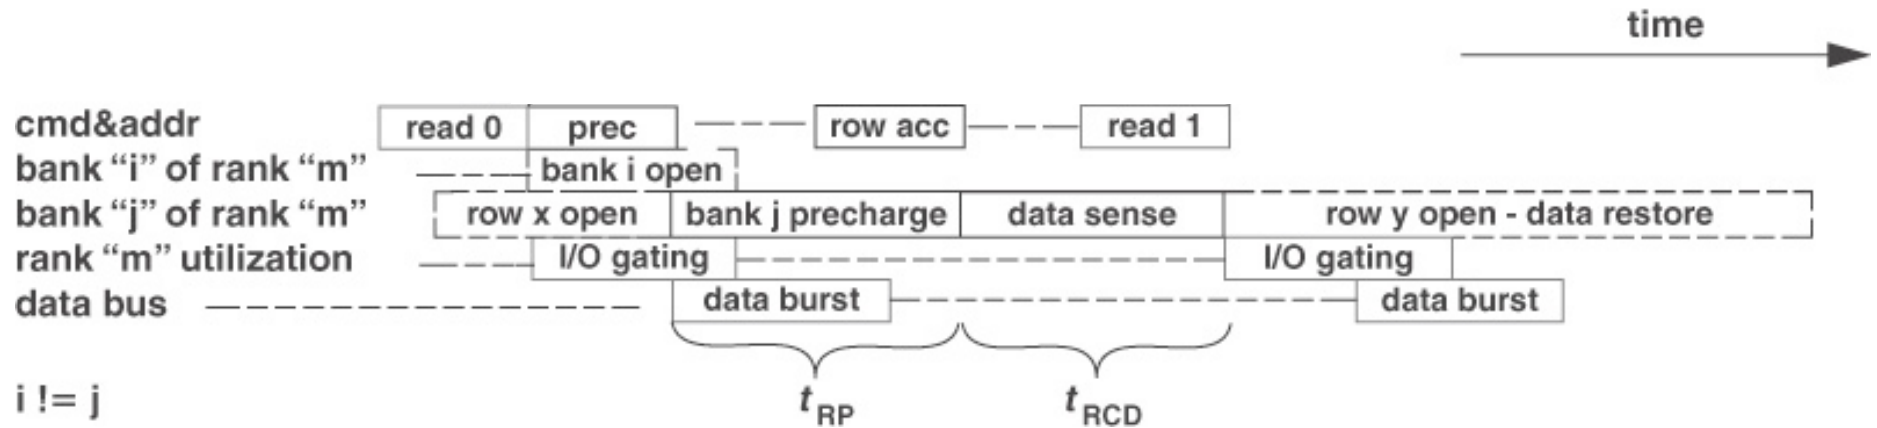 time
cmd&addr read 0 prec row acc read 1
bank “i” of rank “m” bank i open
bank “j” of rank “m” row x open bank j precharge data sense row y open - data restore
rank “m” utilization I/O gating I/O gating
data bus data burst data burst
i != j tRP tRCD